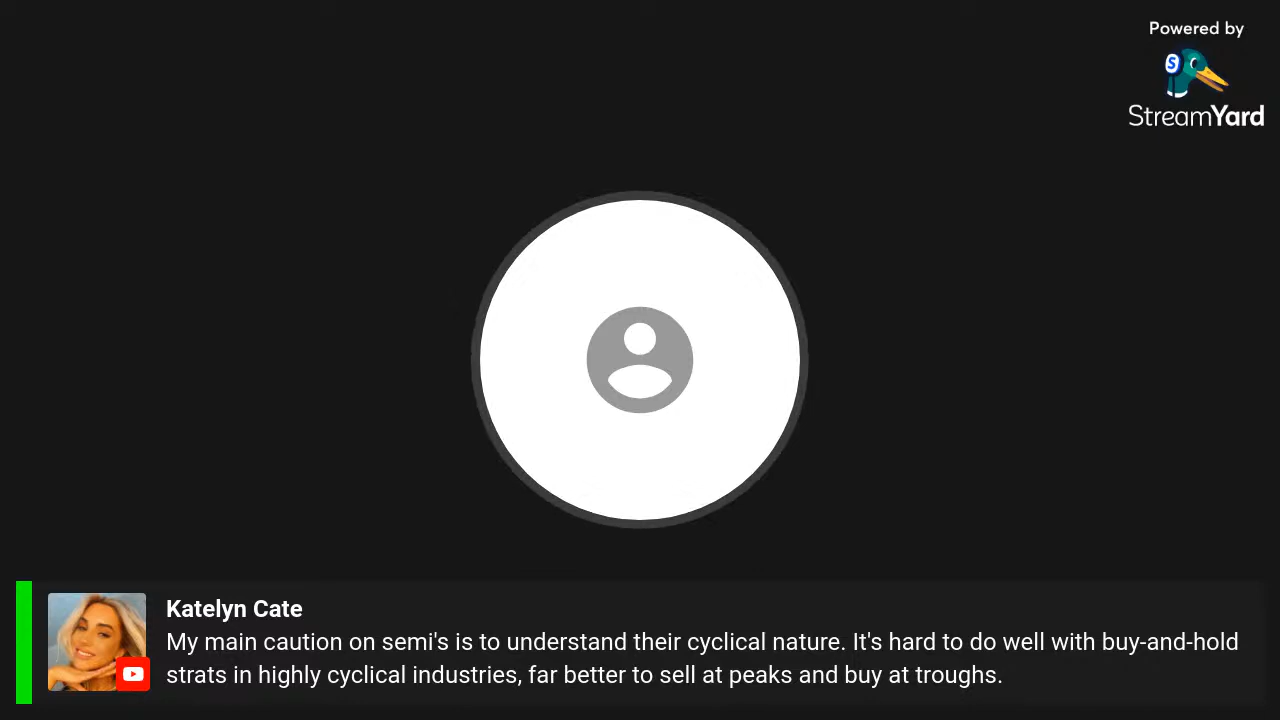 Powered by
S
StreamYard
Katelyn Cate
My main caution on semi's is to understand their cyclical nature. It's hard to do well with buy-and-hold
strats in highly cyclical industries, far better to sell at peaks and buy at troughs.